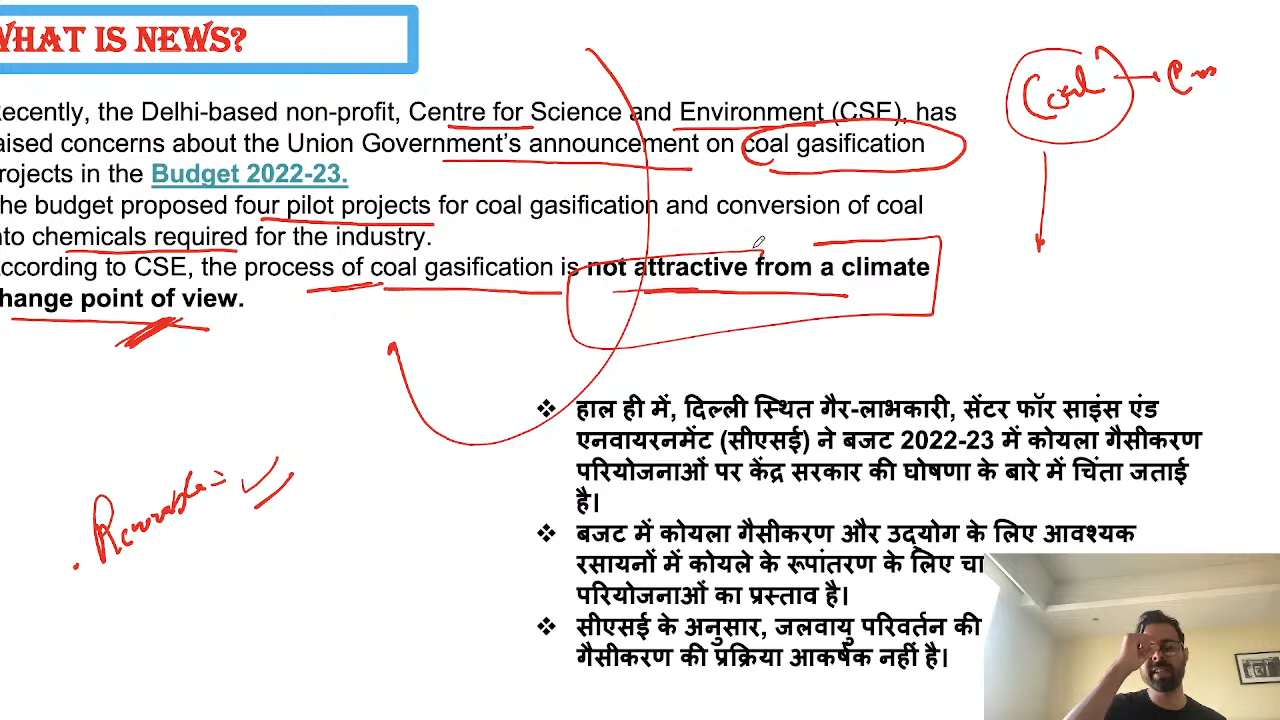 WHAT IS NEWS?
Recently, the Delhi-based non-profit, Centre for Science and Environment (CSE), has
raised concerns about the Union Government's announcement on coal gasification
projects in the Budget 2022-23.
The budget proposed four pilot projects for coal gasification and conversion of coal
into chemicals required for the industry.
According to CSE, the process of coal gasification is not attractive from a climate
change point of view.
Coal
Renewable
❖ हाल ही में, दिल्ली स्थित गैर-लाभकारी, सेंटर फॉर साइंस एंड
एनवायरनमेंट (सीएसई) ने बजट 2022-23 में कोयला गैसीकरण
परियोजनाओं पर केंद्र सरकार की घोषणा के बारे में चिंता जताई
है।
❖ बजट में कोयला गैसीकरण और उद्योग के लिए आवश्यक
रसायनों में कोयले के रूपांतरण के लिए चा
परियोजनाओं का प्रस्ताव है।
❖ सीएसई के अनुसार, जलवायु परिवर्तन की
गैसीकरण की प्रक्रिया आकर्षक नहीं है।